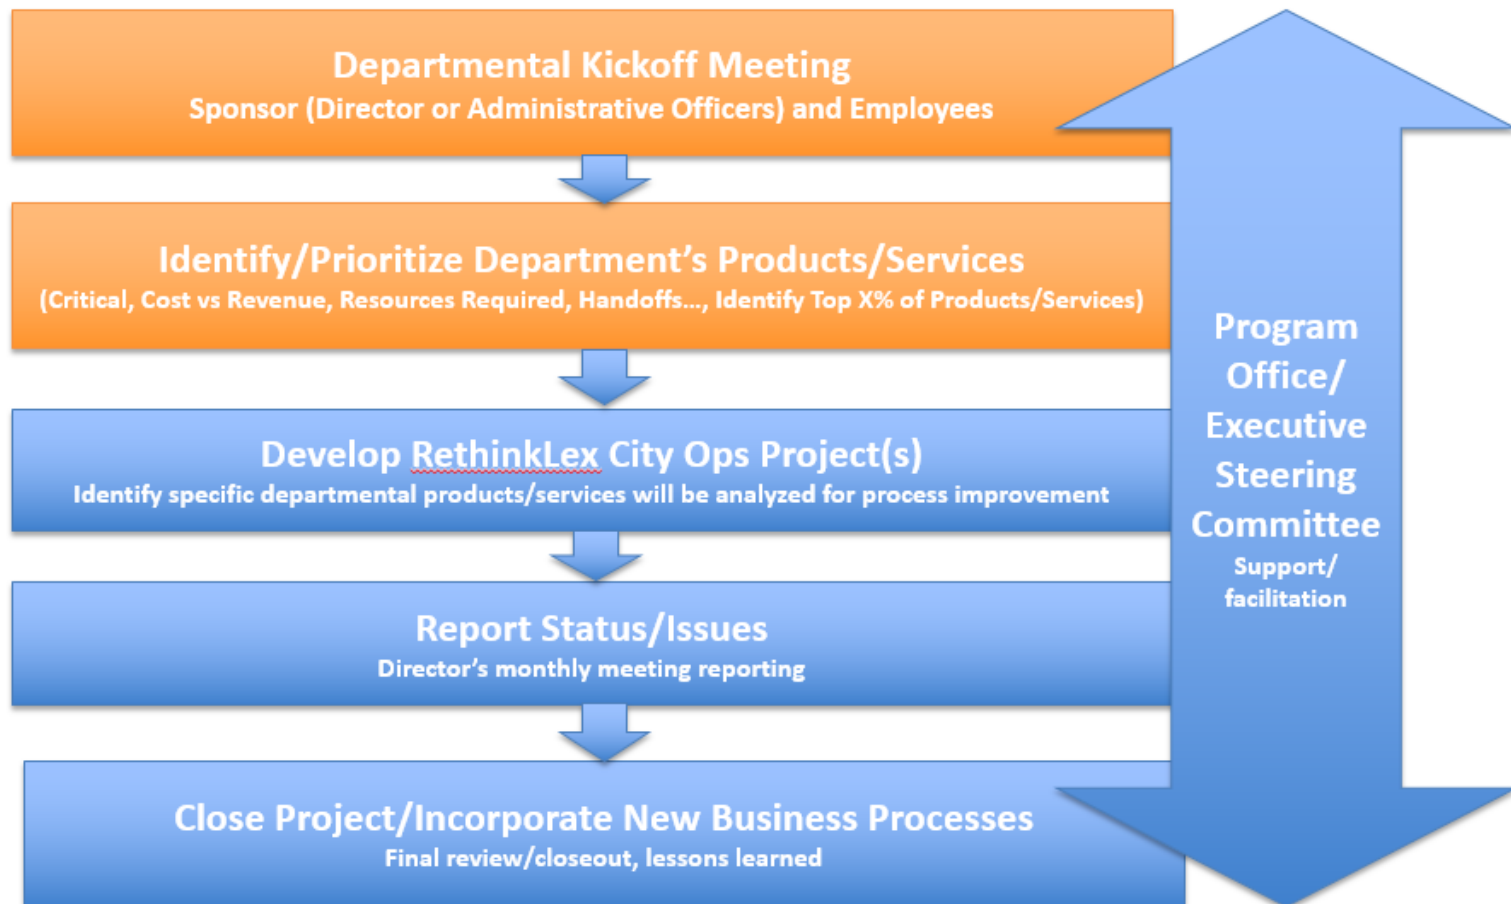 Departmental Kickoff Meeting
Sponsor (Director or Administrative Officers) and Employees
Identify/Prioritize Department’s Products/Services
(Critical, Cost vs Revenue, Resources Required, Handoffs…, Identify Top X% of Products/Services)
Develop RethinkLex City Ops Project(s)
Identify specific departmental products/services will be analyzed for process improvement
Report Status/Issues
Director’s monthly meeting reporting
Close Project/Incorporate New Business Processes
Final review/closeout, lessons learned
Program
Office/
Executive
Steering
Committee
Support/
facilitation